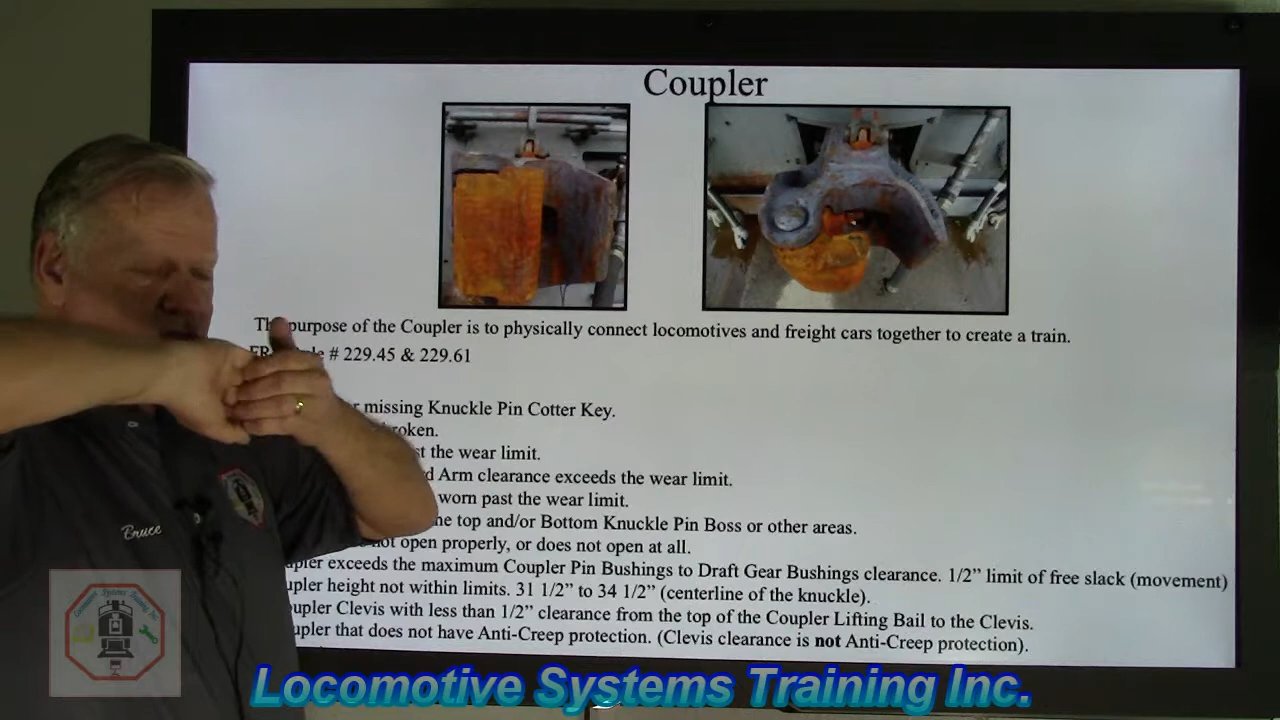 Coupler
purpose of the Coupler is to physically connect locomotives and freight cars together to create a train.
# 229.45 & 229.61
missing Knuckle Pin Cotter Key.
the wear limit.
Arm clearance exceeds the wear limit.
worn past the wear limit.
top and/or Bottom Knuckle Pin Boss or other areas.
not open properly, or does not open at all.
exceeds the maximum Coupler Pin Bushings to Draft Gear Bushings clearance. 1/2” limit of free slack (movement)
height not within limits. 31 1/2” to 34 1/2” (centerline of the knuckle).
Clevis with less than 1/2” clearance from the top of the Coupler Lifting Bail to the Clevis.
that does not have Anti-Creep protection. (Clevis clearance is not Anti-Creep protection).
Bruce
Locomotive Systems Training Inc.
Locomotive Systems Training Inc.